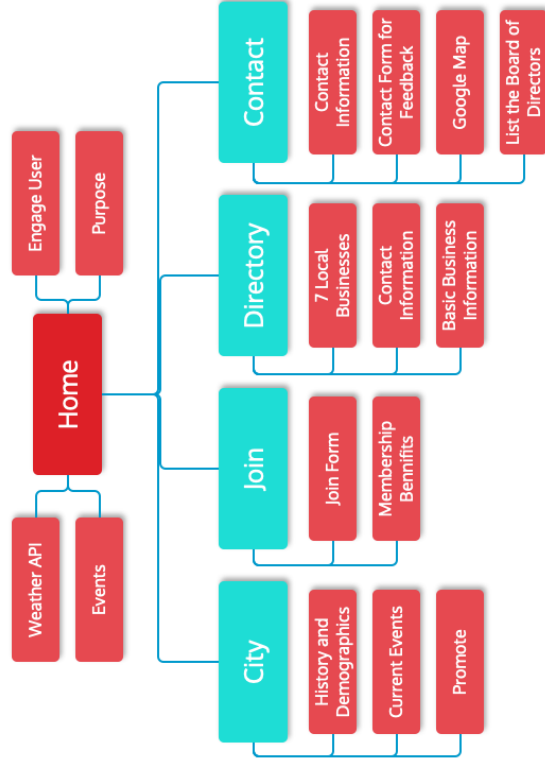 Weather API
Events
Home
Engage User
Purpose
City
History and
Demographics
Current Events
Promote
Join
Join Form
Membership
Bennifits
Directory
7 Local
Businesses
Contact
Information
Basic Business
Information
Contact
Contact
Information
Contact Form for
Feedback
Google Map
List the Board of
Directors